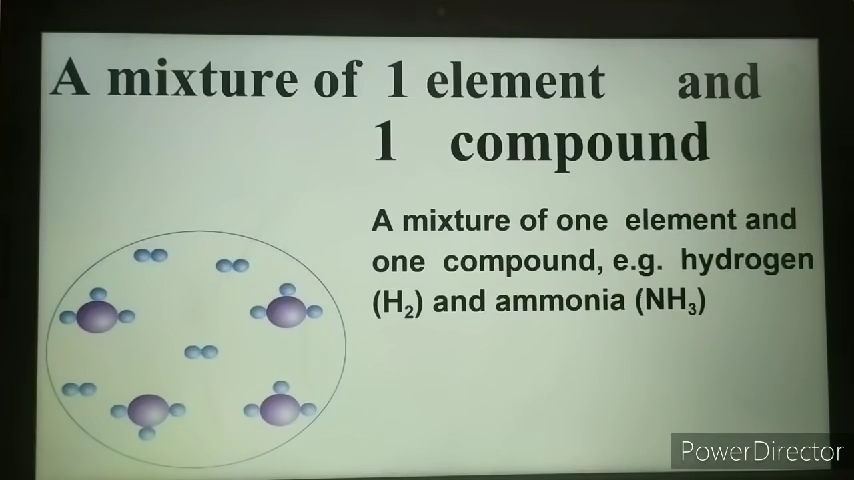 A mixture of 1 element and
1 compound
A mixture of one element and
one compound, e.g. hydrogen
(H₂) and ammonia (NH₃)
PowerDirector